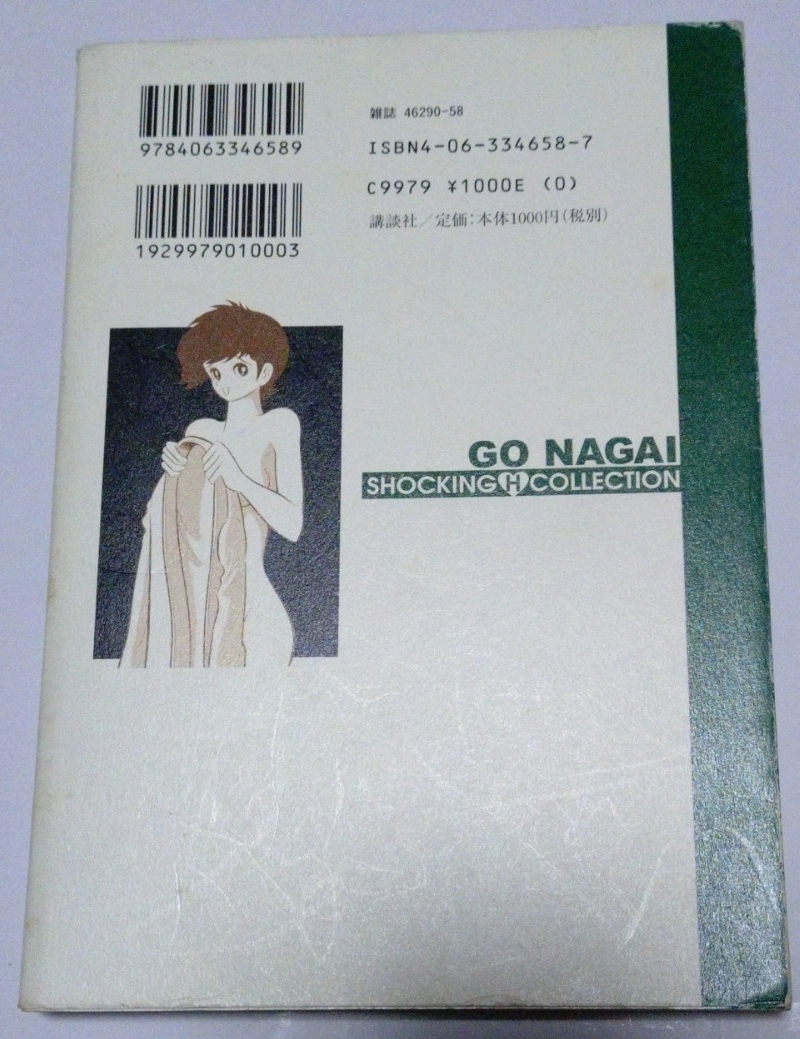 9784063346589
1929979010003
雑誌 46290-58
ISBN4-06-334658-7
C9979 ¥1000E (0)
講談社／定価：本体1000円(税別)
GO NAGAI
SHOCKING H COLLECTION